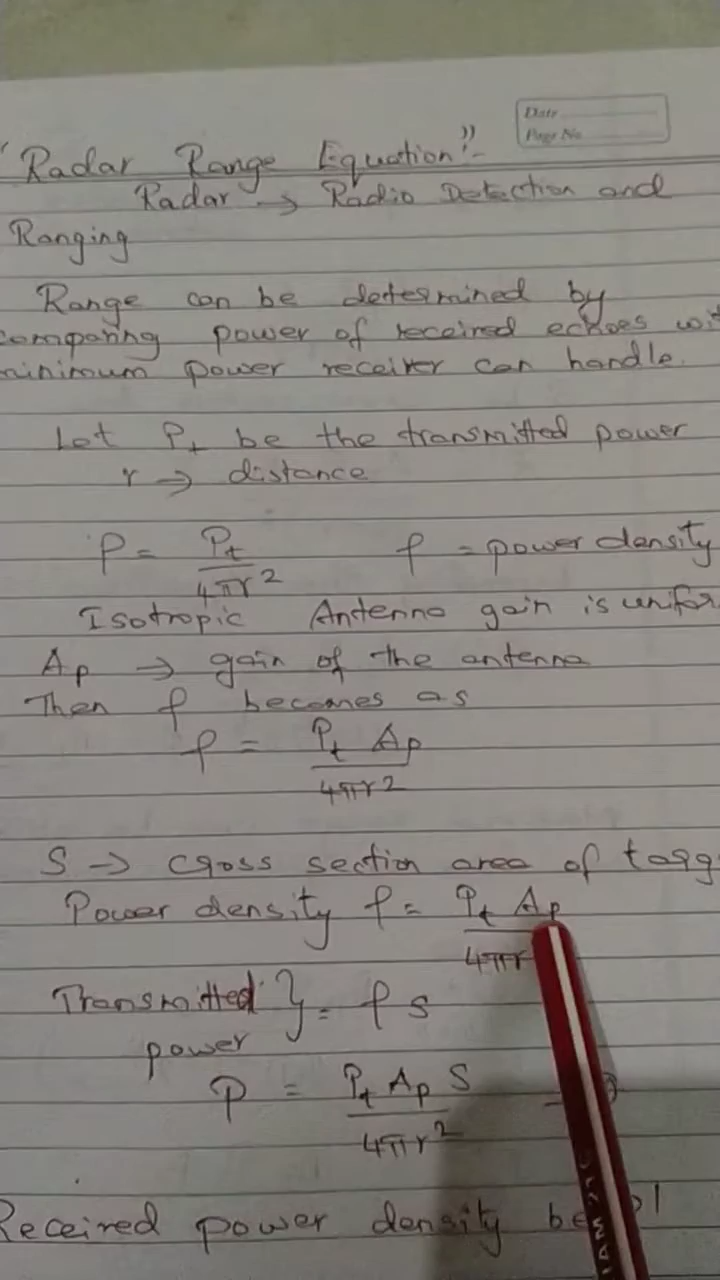 Date
Page No
"Radar Range Equation":-
Radar → Radio Detection and
Ranging
Range can be determined by
comparing power of received echoes wit
minimum power receiver can handle.
Let Pt be the transmitted power
r → distance
ρ = Pt / 4πr² ρ = power density
Isotropic Antenna gain is unifor
Ap → gain of the antenna
Then ρ becomes as
ρ = Pt Ap / 4πr²
S → cross section area of targ
Power density ρ = Pt Ap / 4πr
Transmitted power } = ρ s
P = Pt Ap S / 4πr²
Received power density be